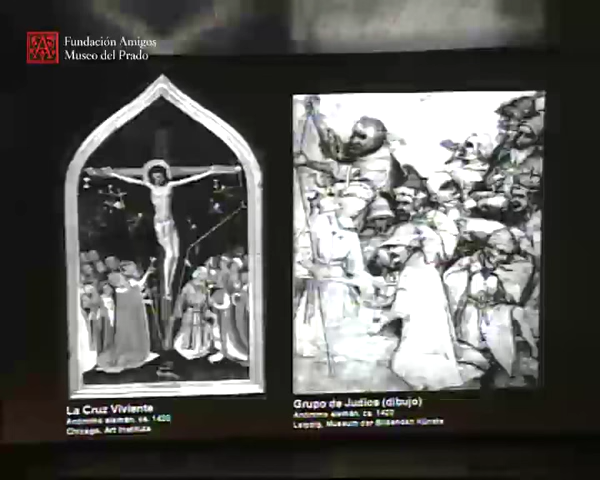 Fundación Amigos
Museo del Prado
La Cruz Viviente
Anónimo alemán, ca. 1420
Chicago, Art Institute
Grupo de Judíos (dibujo)
Anónimo alemán, ca. 1420
Leipzig, Museum der Bildenden Künste